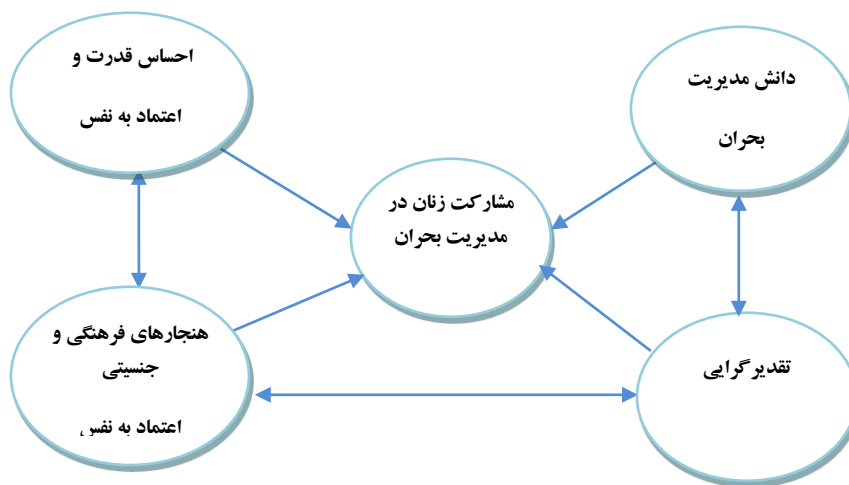 احساس قدرت و
اعتماد به نفس
دانش مدیریت
بحران
مشارکت زنان در
مدیریت بحران
هنجارهای فرهنگی و
جنسیتی
اعتماد به نفس
تقدیرگرایی